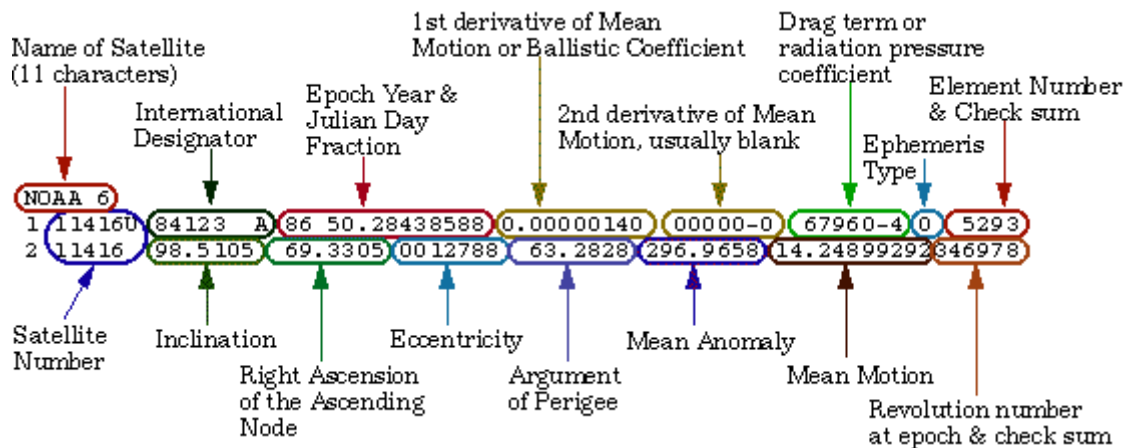 Name of Satellite
(11 characters)
International
Designator
Epoch Year &
Julian Day
Fraction
1st derivative of Mean
Motion or Ballistic Coefficient
2nd derivative of Mean
Motion, usually blank
Drag term or
radiation pressure
coefficient
Ephemeris
Type
Element Number
& Check sum
NOAA 6
1 11416U 84123 A 86 50.28438588 0.00000140 00000-0 67960-4 0 5293
2 11416 98.5105 69.3305 0012788 63.2828 296.9658 14.24899292 346978
Satellite
Number
Inclination
Right Ascension
of the Ascending
Node
Eccentricity
Argument
of Perigee
Mean Anomaly
Mean Motion
Revolution number
at epoch & check sum